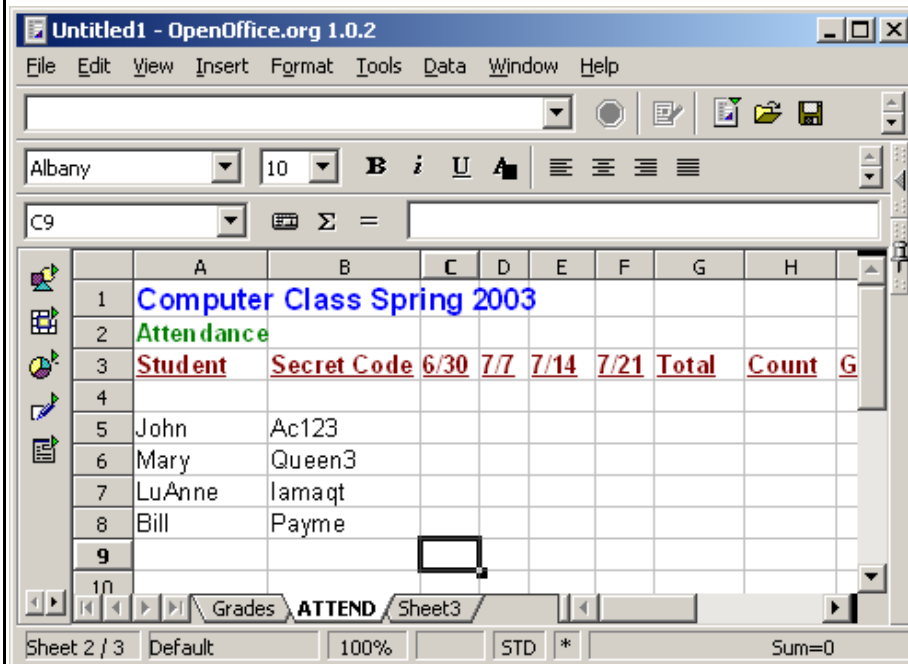 Untitled1 - OpenOffice.org 1.0.2
File Edit View Insert Format Tools Data Window Help
Albany 10 B i U A
C9 Σ =
A B C D E F G H
1 Computer Class Spring 2003
2 Attendance
3 Student Secret Code 6/30 7/7 7/14 7/21 Total Count G
4
5 John Ac123
6 Mary Queen3
7 LuAnne Iamaqt
8 Bill Payme
9
10
Grades ATTEND Sheet3
Sheet 2 / 3 Default 100% STD * Sum=0